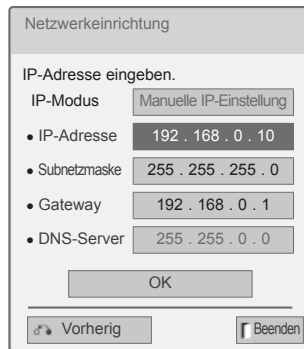 Netzwerkeinrichtung
IP-Adresse eingeben.
IP-Modus Manuelle IP-Einstellung
• IP-Adresse 192 . 168 . 0 . 10
• Subnetzmaske 255 . 255 . 255 . 0
• Gateway 192 . 168 . 0 . 1
• DNS-Server 255 . 255 . 0 . 0
OK
Vorherig Beenden